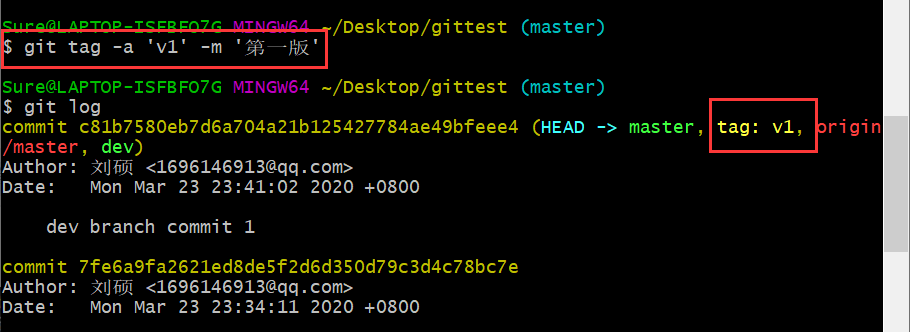 Sure@LAPTOP-ISFBFO7G MINGW64 ~/Desktop/gittest (master)
$ git tag -a 'v1' -m '第一版'
Sure@LAPTOP-ISFBFO7G MINGW64 ~/Desktop/gittest (master)
$ git log
commit c81b7580eb7d6a704a21b125427784ae49bfeee4 (HEAD -> master, tag: v1, origin
/master, dev)
Author: 刘硕 <1696146913@qq.com>
Date:   Mon Mar 23 23:41:02 2020 +0800
    dev branch commit 1
commit 7fe6a9fa2621ed8de5f2d6d350d79c3d4c78bc7e
Author: 刘硕 <1696146913@qq.com>
Date:   Mon Mar 23 23:34:11 2020 +0800